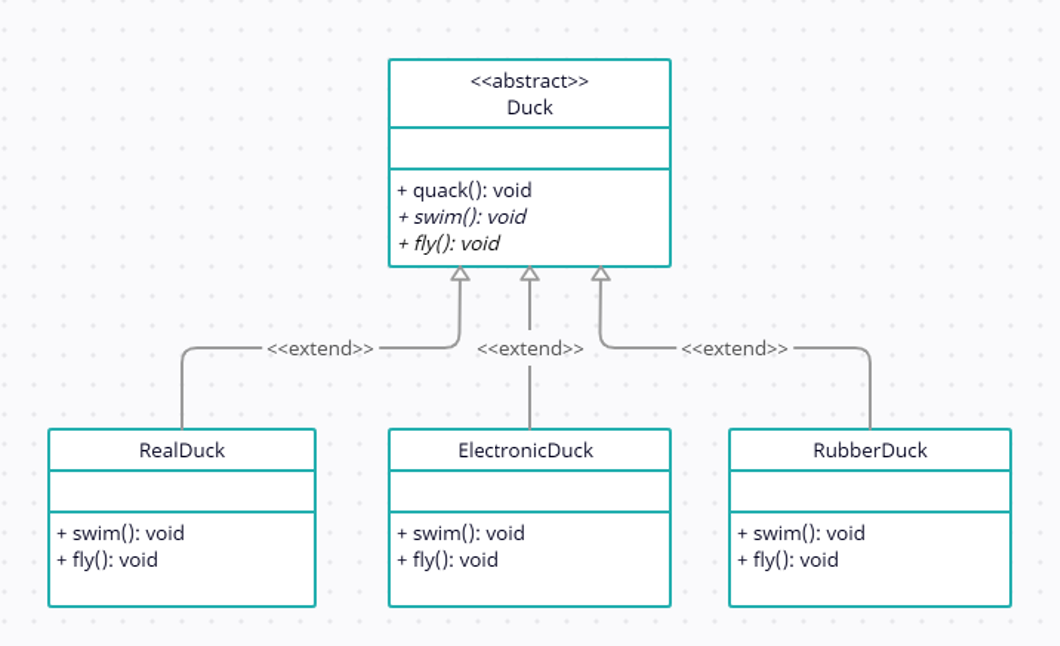 <<abstract>>
Duck
+ quack(): void
+ swim(): void
+ fly(): void
<<extend>>
<<extend>>
<<extend>>
RealDuck
+ swim(): void
+ fly(): void
ElectronicDuck
+ swim(): void
+ fly(): void
RubberDuck
+ swim(): void
+ fly(): void